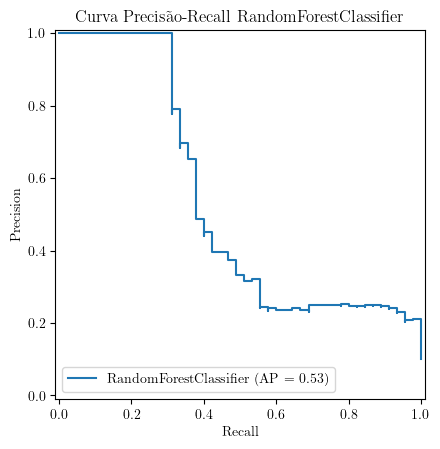 Curva Precisão-Recall RandomForestClassifier
1.0
0.8
0.6
0.4
0.2
0.0
Precision
RandomForestClassifier (AP = 0.53)
0.0 0.2 0.4 0.6 0.8 1.0
Recall